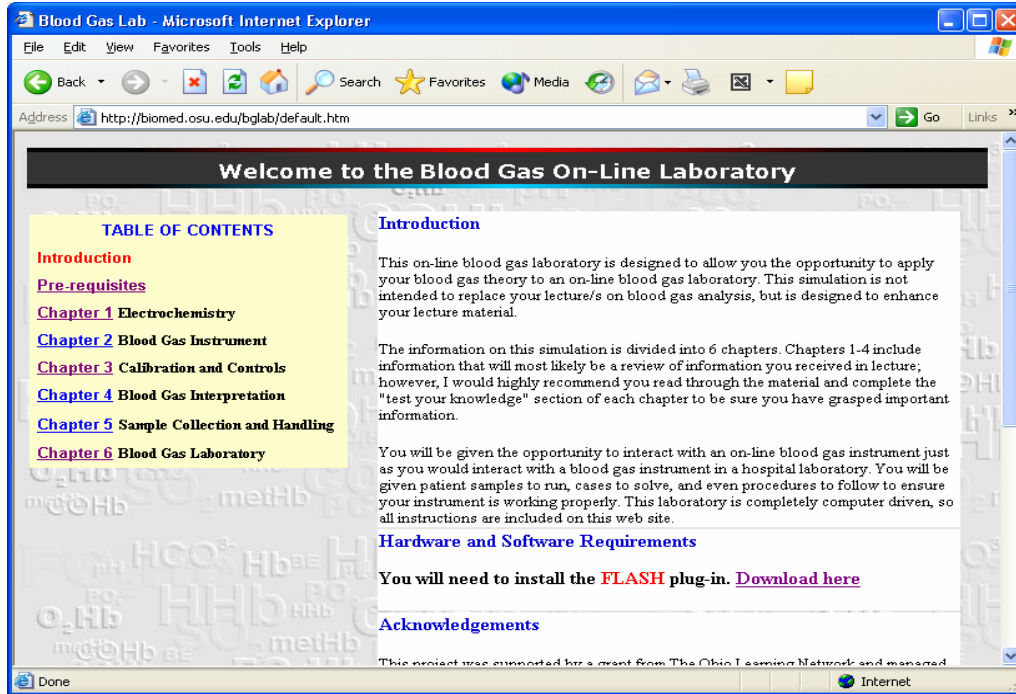 Blood Gas Lab - Microsoft Internet Explorer
File Edit View Favorites Tools Help
Back Search Favorites Media
Address http://biomed.osu.edu/bglab/default.htm Go Links »
Welcome to the Blood Gas On-Line Laboratory
TABLE OF CONTENTS
Introduction
Pre-requisites
Chapter 1 Electrochemistry
Chapter 2 Blood Gas Instrument
Chapter 3 Calibration and Controls
Chapter 4 Blood Gas Interpretation
Chapter 5 Sample Collection and Handling
Chapter 6 Blood Gas Laboratory
Introduction
This on-line blood gas laboratory is designed to allow you the opportunity to apply
your blood gas theory to an on-line blood gas laboratory. This simulation is not
intended to replace your lecture/s on blood gas analysis, but is designed to enhance
your lecture material.
The information on this simulation is divided into 6 chapters. Chapters 1-4 include
information that will most likely be a review of information you received in lecture;
however, I would highly recommend you read through the material and complete the
"test your knowledge" section of each chapter to be sure you have grasped important
information.
You will be given the opportunity to interact with an on-line blood gas instrument just
as you would interact with a blood gas instrument in a hospital laboratory. You will be
given patient samples to run, cases to solve, and even procedures to follow to ensure
your instrument is working properly. This laboratory is completely computer driven, so
all instructions are included on this web site.
Hardware and Software Requirements
You will need to install the FLASH plug-in. Download here
Acknowledgements
This project was supported by a grant from The Ohio Learning Network and managed
Done Internet